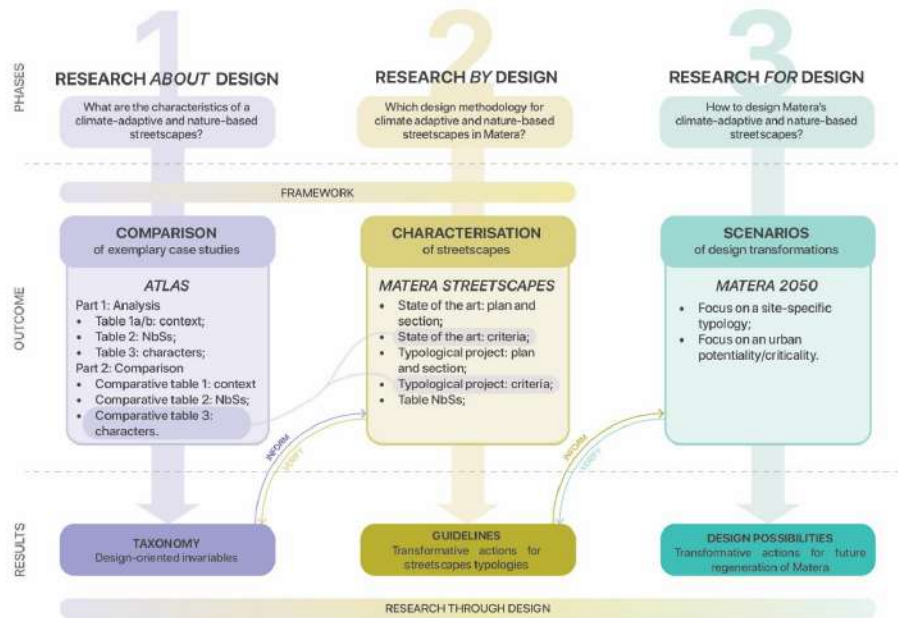 PHASES
1
RESEARCH ABOUT DESIGN
What are the characteristics of a
climate-adaptive and nature-based
streetscapes?
2
RESEARCH BY DESIGN
Which design methodology for
climate adaptive and nature-based
streetscapes in Matera?
3
RESEARCH FOR DESIGN
How to design Matera's
climate-adaptive and nature-based
streetscapes?
FRAMEWORK
OUTCOME
COMPARISON
of exemplary case studies
ATLAS
Part 1: Analysis
• Table 1a/b: context;
• Table 2: NbSs;
• Table 3: characters;
Part 2: Comparison
• Comparative table 1: context
• Comparative table 2: NbSs;
• Comparative table 3:
characters.
CHARACTERISATION
of streetscapes
MATERA STREETSCAPES
• State of the art: plan and
section;
• State of the art: criteria;
• Typological project: plan and
section;
• Typological project: criteria;
• Table NbSs;
SCENARIOS
of design transformations
MATERA 2050
• Focus on a site-specific
typology;
• Focus on an urban
potentiality/criticality.
INFORM
VERIFY
INFORM
VERIFY
RESULTS
TAXONOMY
Design-oriented invariables
GUIDELINES
Transformative actions for
streetscapes typologies
DESIGN POSSIBILITIES
Transformative actions for future
regeneration of Matera
RESEARCH THROUGH DESIGN